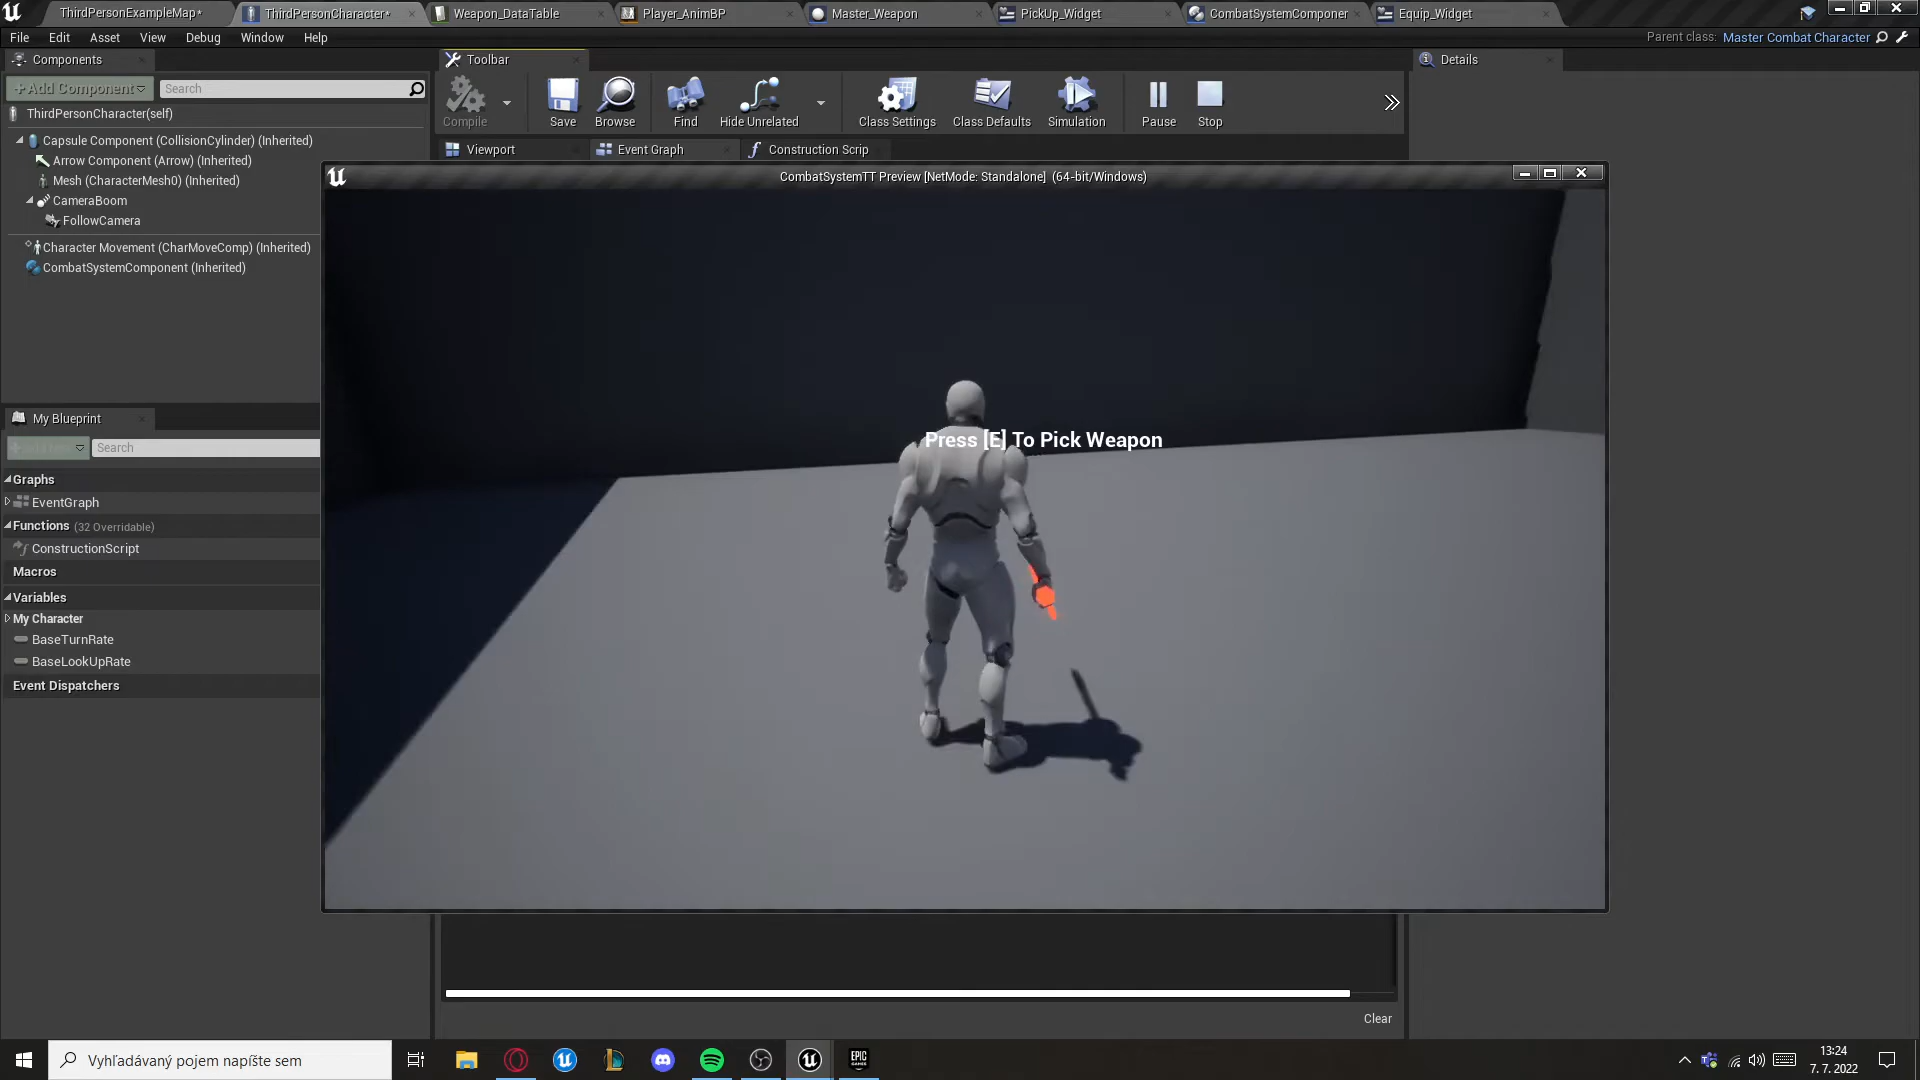 ThirdPersonExampleMap*
ThirdPersonCharacter*
Weapon_DataTable
Player_AnimBP
Master_Weapon
PickUp_Widget
CombatSystemComponer
Equip_Widget
File
Edit
Asset
View
Debug
Window
Help
Parent class: Master Combat Character
Components
Toolbar
Details
+Add Component
Search
Compile
Save
Browse
Find
Hide Unrelated
Class Settings
Class Defaults
Simulation
Pause
Stop
ThirdPersonCharacter(self)
Capsule Component (CollisionCylinder) (Inherited)
Arrow Component (Arrow) (Inherited)
Mesh (CharacterMesh0) (Inherited)
CameraBoom
FollowCamera
Character Movement (CharMoveComp) (Inherited)
CombatSystemComponent (Inherited)
Viewport
Event Graph
Construction Scrip
CombatSystemTT Preview [NetMode: Standalone] (64-bit/Windows)
Press [E] To Pick Weapon
My Blueprint
Search
Graphs
EventGraph
Functions (32 Overridable)
ConstructionScript
Macros
Variables
My Character
BaseTurnRate
BaseLookUpRate
Event Dispatchers
Clear
Vyhľadávaný pojem napíšte sem
EPIC
GAMES
13:24
7. 7. 2022